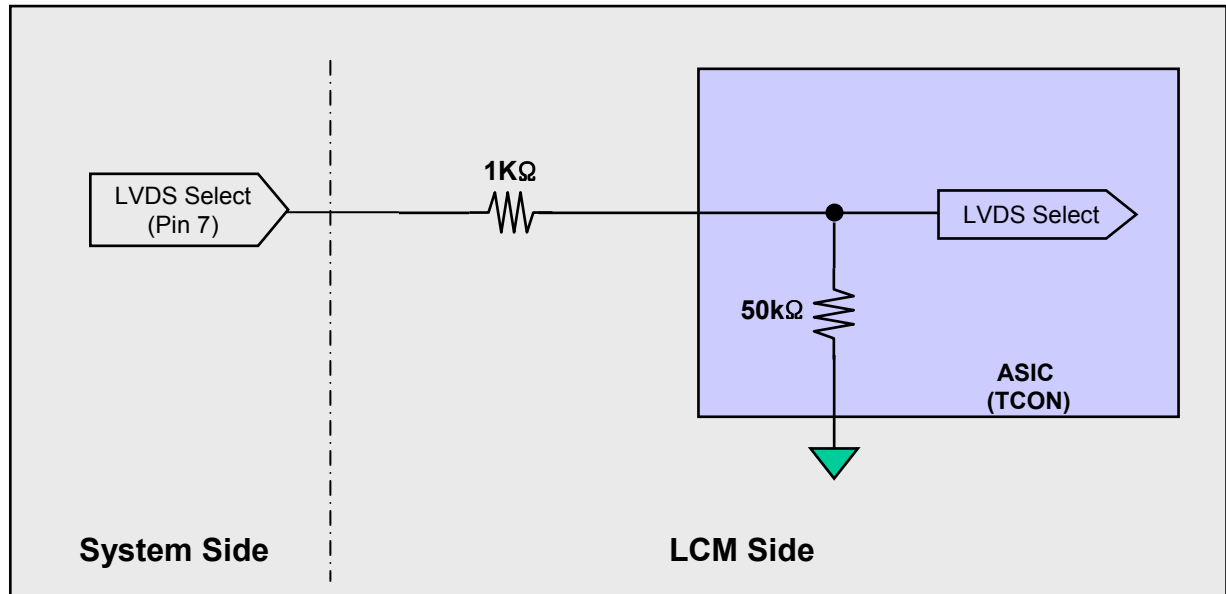 1KΩ
LVDS Select
(Pin 7)
LVDS Select
50kΩ
ASIC
(TCON)
System Side
LCM Side